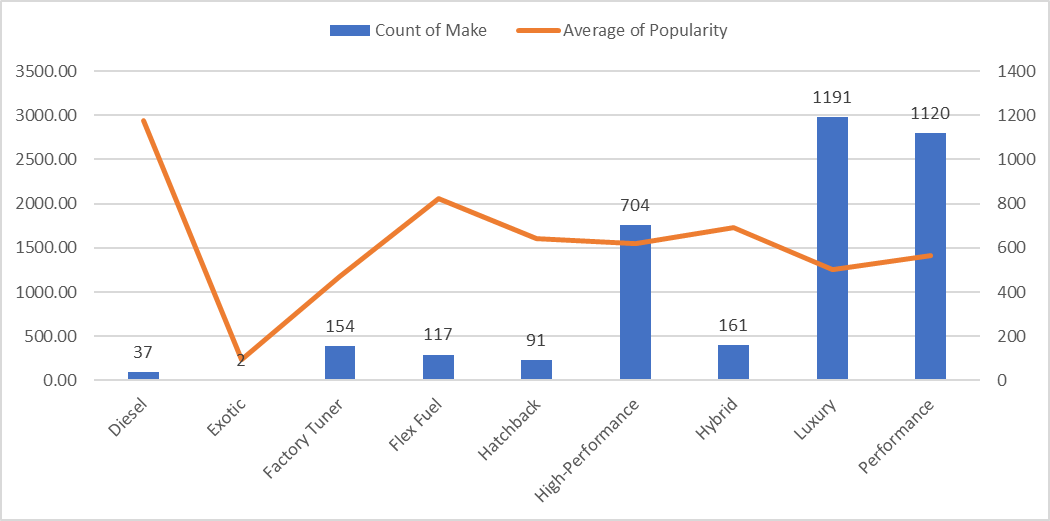 Count of Make Average of Popularity
3500.00 1400
3000.00 1200
2500.00 1000
2000.00 800
1500.00 600
1000.00 400
500.00 200
0.00 0
37 2 154 117 91 704 161 1191 1120
Diesel Exotic Factory Tuner Flex Fuel Hatchback High-Performance Hybrid Luxury Performance